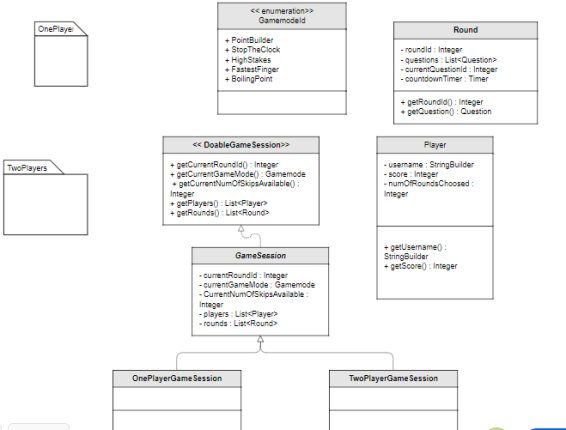 OnePlayer
<< enumeration>>
GamemodeId
+ PointBuilder
+ StopTheClock
+ HighStakes
+ FastestFinger
+ BoilingPoint
Round
- roundId : Integer
- questions : List<Question>
- currentQuestionId : Integer
- countdownTimer : Timer
+ getRoundId() : Integer
+ getQuestion() : Question
TwoPlayers
<< DoableGameSession>>
+ getCurrentRoundId() : Integer
+ getCurrentGameMode() : Gamemode
+ getCurrentNumOfSkipsAvailable() :
Integer
+ getPlayers() : List<Player>
+ getRounds() : List<Round>
Player
- username : StringBuilder
- score : Integer
- numOfRoundsChoosed :
Integer
+ getUsername() :
StringBuilder
+ getScore() : Integer
GameSession
- currentRoundId : Integer
- currentGameMode : Gamemode
- CurrentNumOfSkipsAvailable :
Integer
- players : List<Player>
- rounds : List<Round>
OnePlayerGameSession
TwoPlayerGameSession